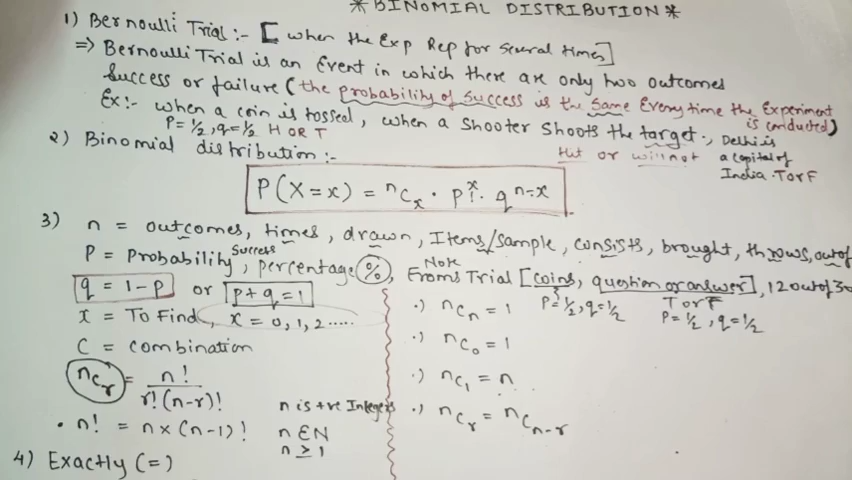 *BINOMIAL DISTRIBUTION*
1) Bernoulli Trial :- [when the Exp Rep for several times]
⇒ Bernoulli Trial is an Event in which there are only two outcomes
Success or failure (the probability of success is the same Every time the Experiment is conducted)
Ex:- when a coin is tossed, when a shooter shoots the target., Delhi is a capital of India. T or F
P = 1/2, q = 1/2 H OR T
Hit or will not
2) Binomial distribution :-
P(X=x) = ⁿCₓ · pˣ · qⁿ⁻ˣ
3) n = outcomes, times, drawn, Items/sample, consists, brought, throws, out of
P = Probability Success, percentage (%), From Trial [coins, question or answer], 12 out of 30
Note
q = 1-p or p+q=1
x = To Find, x = 0, 1, 2 .....
C = combination
nCr = n! / r!(n-r)!
n is +ve Integers
• n! = n×(n-1)! n∈N
n ≥ 1
·) nCn = 1 P=1/2, q=1/2 T or F
P=1/2, q=1/2
·) nC0 = 1
·) nC1 = n
·) nCr = nCn-r
4) Exactly (=)